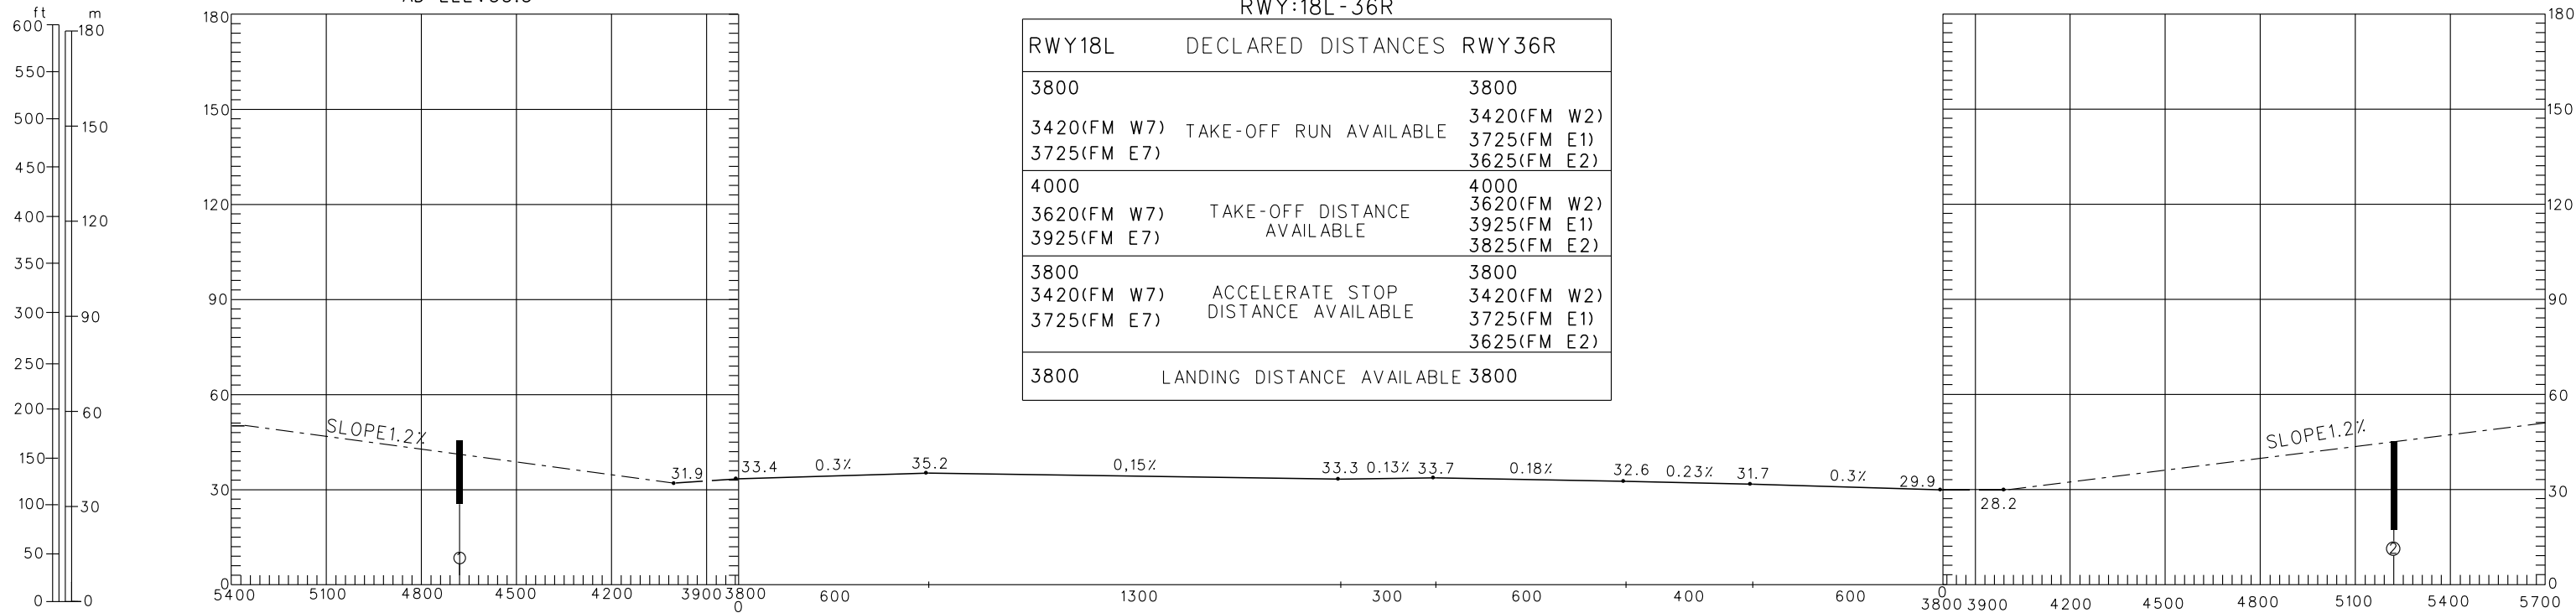 RWY:18L-36R
ft m
600 180
550
500 150
450
400 120
350
300 90
250
200 60
150
100 30
50
0 0
180
150
120
90
60
30
0
SLOPE1.2%
31.9
5400 5100 4800 4500 4200 3900 3800
0
RWY18L DECLARED DISTANCES RWY36R
3800 3800
3420(FM W7) TAKE-OFF RUN AVAILABLE 3420(FM W2)
3725(FM E7) 3725(FM E1)
3625(FM E2)
4000 4000
3620(FM W7) TAKE-OFF DISTANCE 3620(FM W2)
3925(FM E7) AVAILABLE 3925(FM E1)
3825(FM E2)
3800 3800
3420(FM W7) ACCELERATE STOP 3420(FM W2)
3725(FM E7) DISTANCE AVAILABLE 3725(FM E1)
3625(FM E2)
3800 LANDING DISTANCE AVAILABLE 3800
33.4 0.3% 35.2 0,15% 33.3 0.13% 33.7 0.18% 32.6 0.23% 31.7 0.3% 29.9
600 1300 300 600 400 600
180
150
120
90
60
30
0
SLOPE1.2%
28.2
2
0
3800 3900 4200 4500 4800 5100 5400 5700